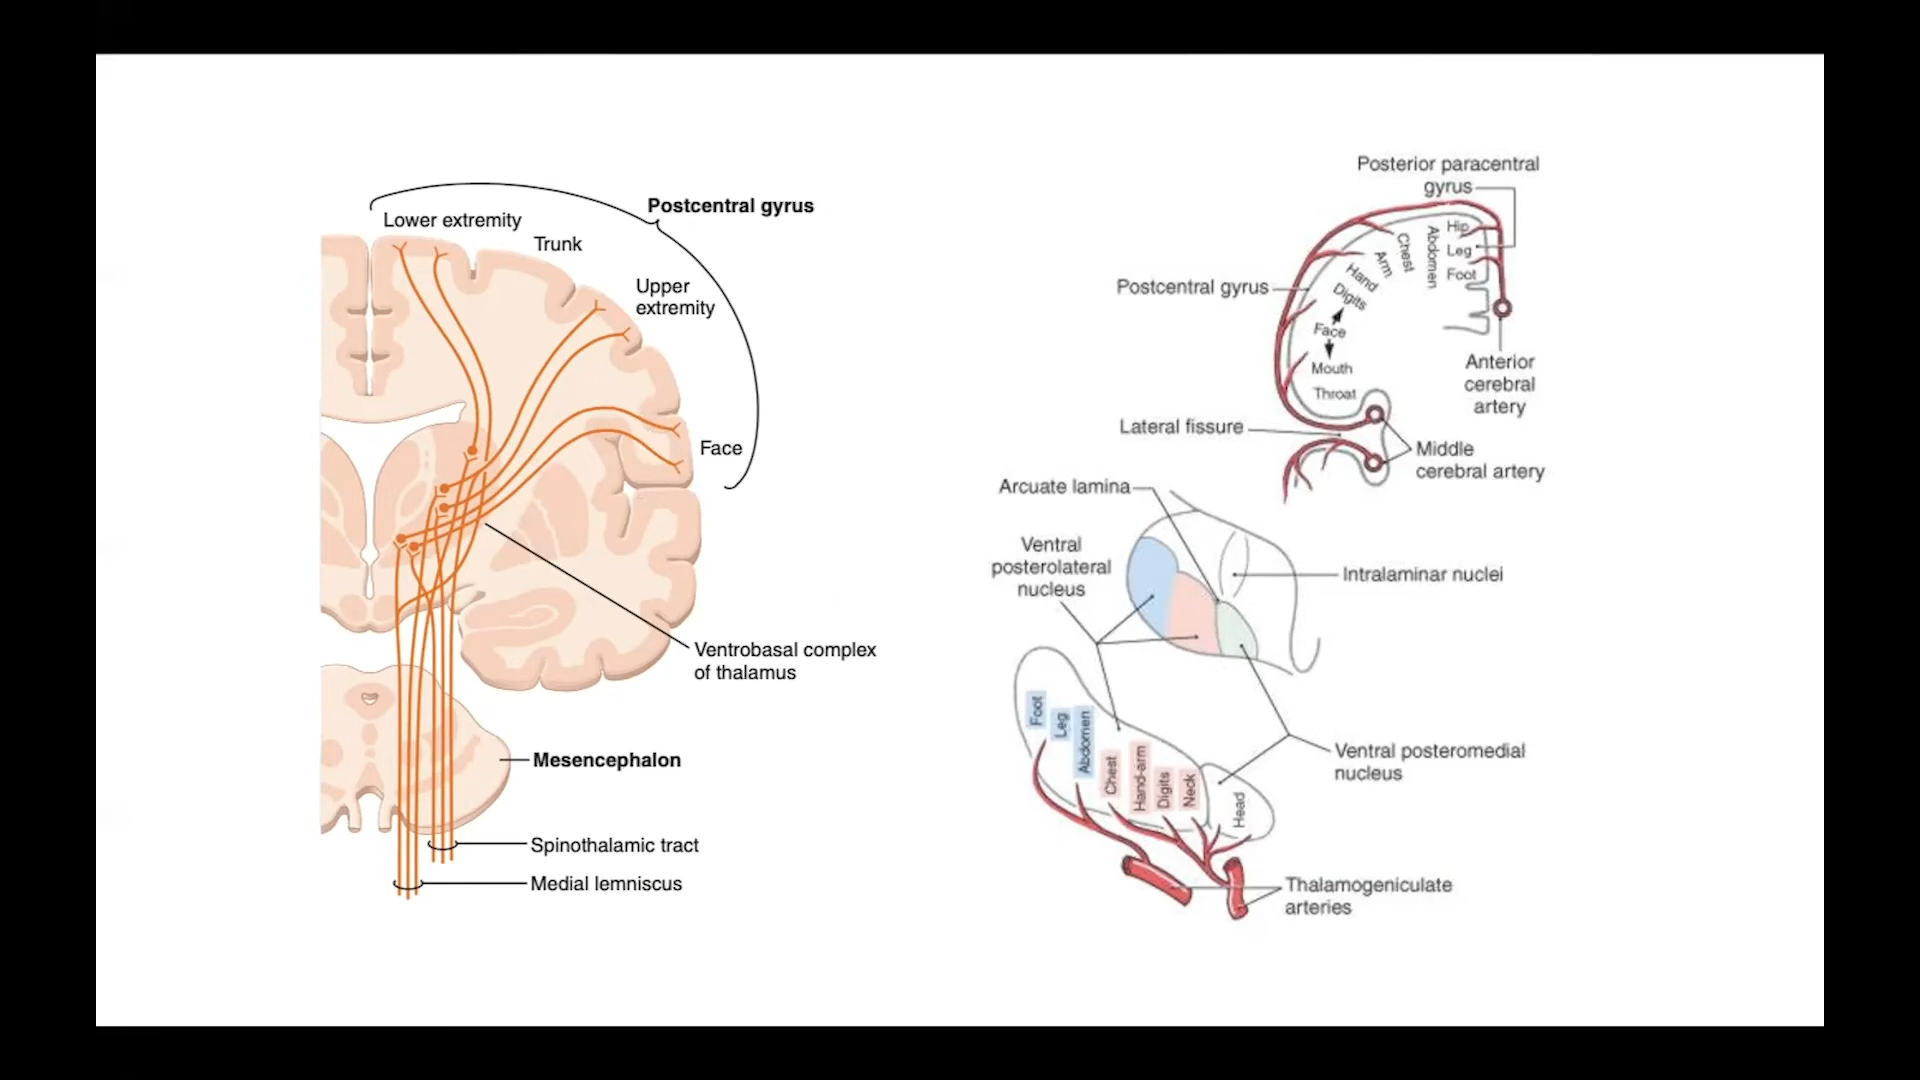 Postcentral gyrus
Lower extremity
Trunk
Upper
extremity
Face
Ventrobasal complex
of thalamus
Mesencephalon
Spinothalamic tract
Medial lemniscus
Posterior paracentral
gyrus
Hip
Leg
Foot
Abdomen
Chest
Arm
Hand
Digits
Face
Mouth
Throat
Postcentral gyrus
Anterior
cerebral
artery
Lateral fissure
Middle
cerebral artery
Arcuate lamina
Ventral
posterolateral
nucleus
Intralaminar nuclei
Foot
Leg
Abdomen
Chest
Hand-arm
Digits
Neck
Head
Ventral posteromedial
nucleus
Thalamogeniculate
arteries